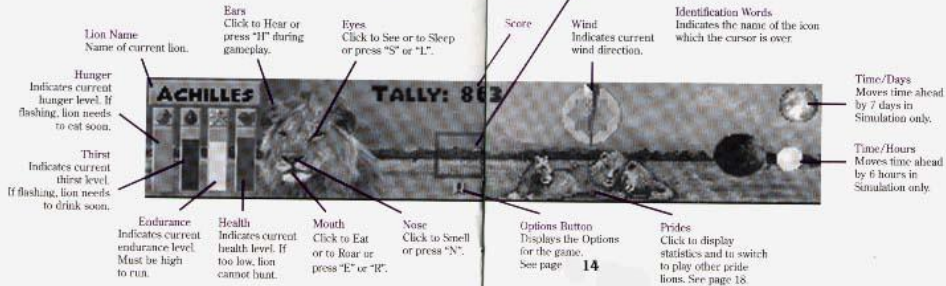 Ears
Click to Hear or
press "H" during
gameplay.
Eyes
Click to See or to Sleep
or press "S" or "L".
Score
Wind
Indicates current
wind direction.
Identification Words
Indicates the name of the icon
which the cursor is over.
Lion Name
Name of current lion.
Hunger
Indicates current
hunger level. If
flashing, lion needs
to eat soon.
Thirst
Indicates current
thirst level.
If flashing, lion needs
to drink soon.
ACHILLES
TALLY: 863
Time/Days
Moves time ahead
by 7 days in
Simulation only.
Time/Hours
Moves time ahead
by 6 hours in
Simulation only.
Endurance
Indicates current
endurance level.
Must be high
to run.
Health
Indicates current
health level. If
too low, lion
cannot hunt.
Mouth
Click to Eat
or to Roar or
press "E" or "R".
Nose
Click to Smell
or press "N".
Options Button
Displays the Options
for the game.
See page 14
Prides
Click to display
statistics and to switch
to play other pride
lions. See page 18.